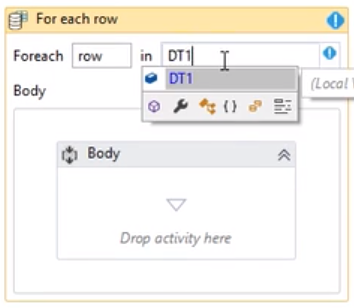 For each row
Foreach row in DT1
DT1
(Local
Body
{}
Body
Drop activity here